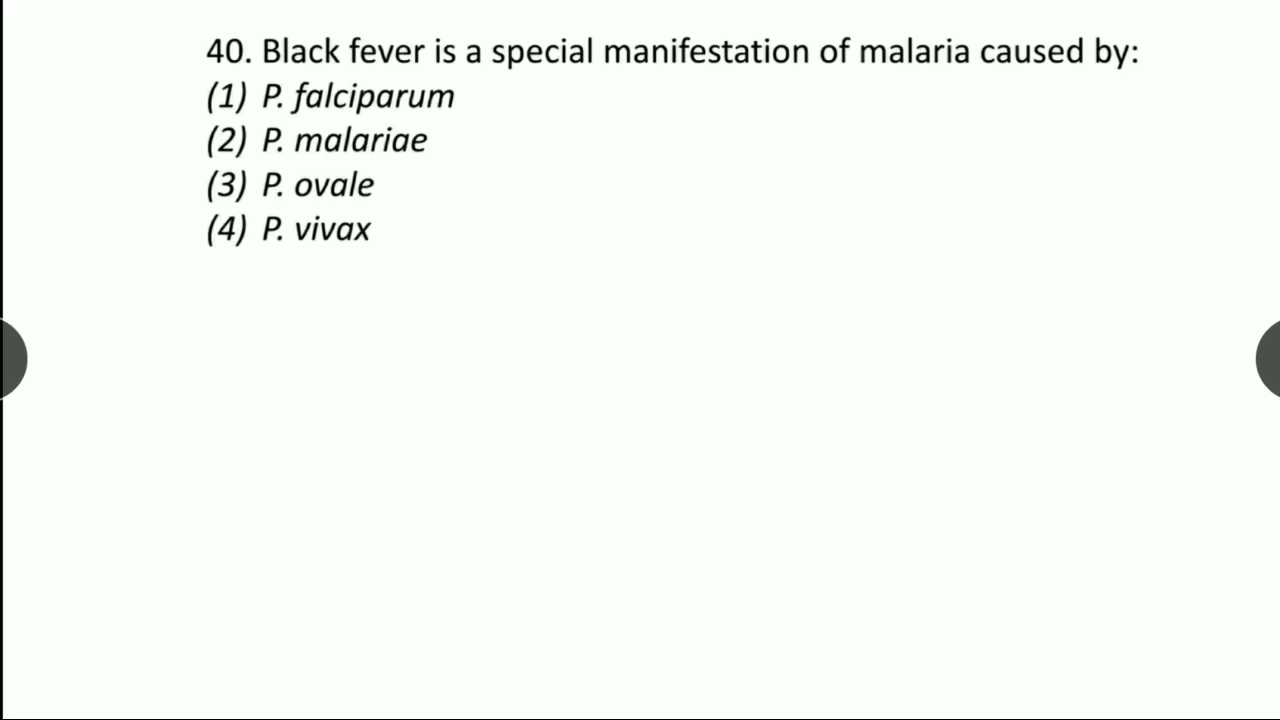 40. Black fever is a special manifestation of malaria caused by:
(1) P. falciparum
(2) P. malariae
(3) P. ovale
(4) P. vivax